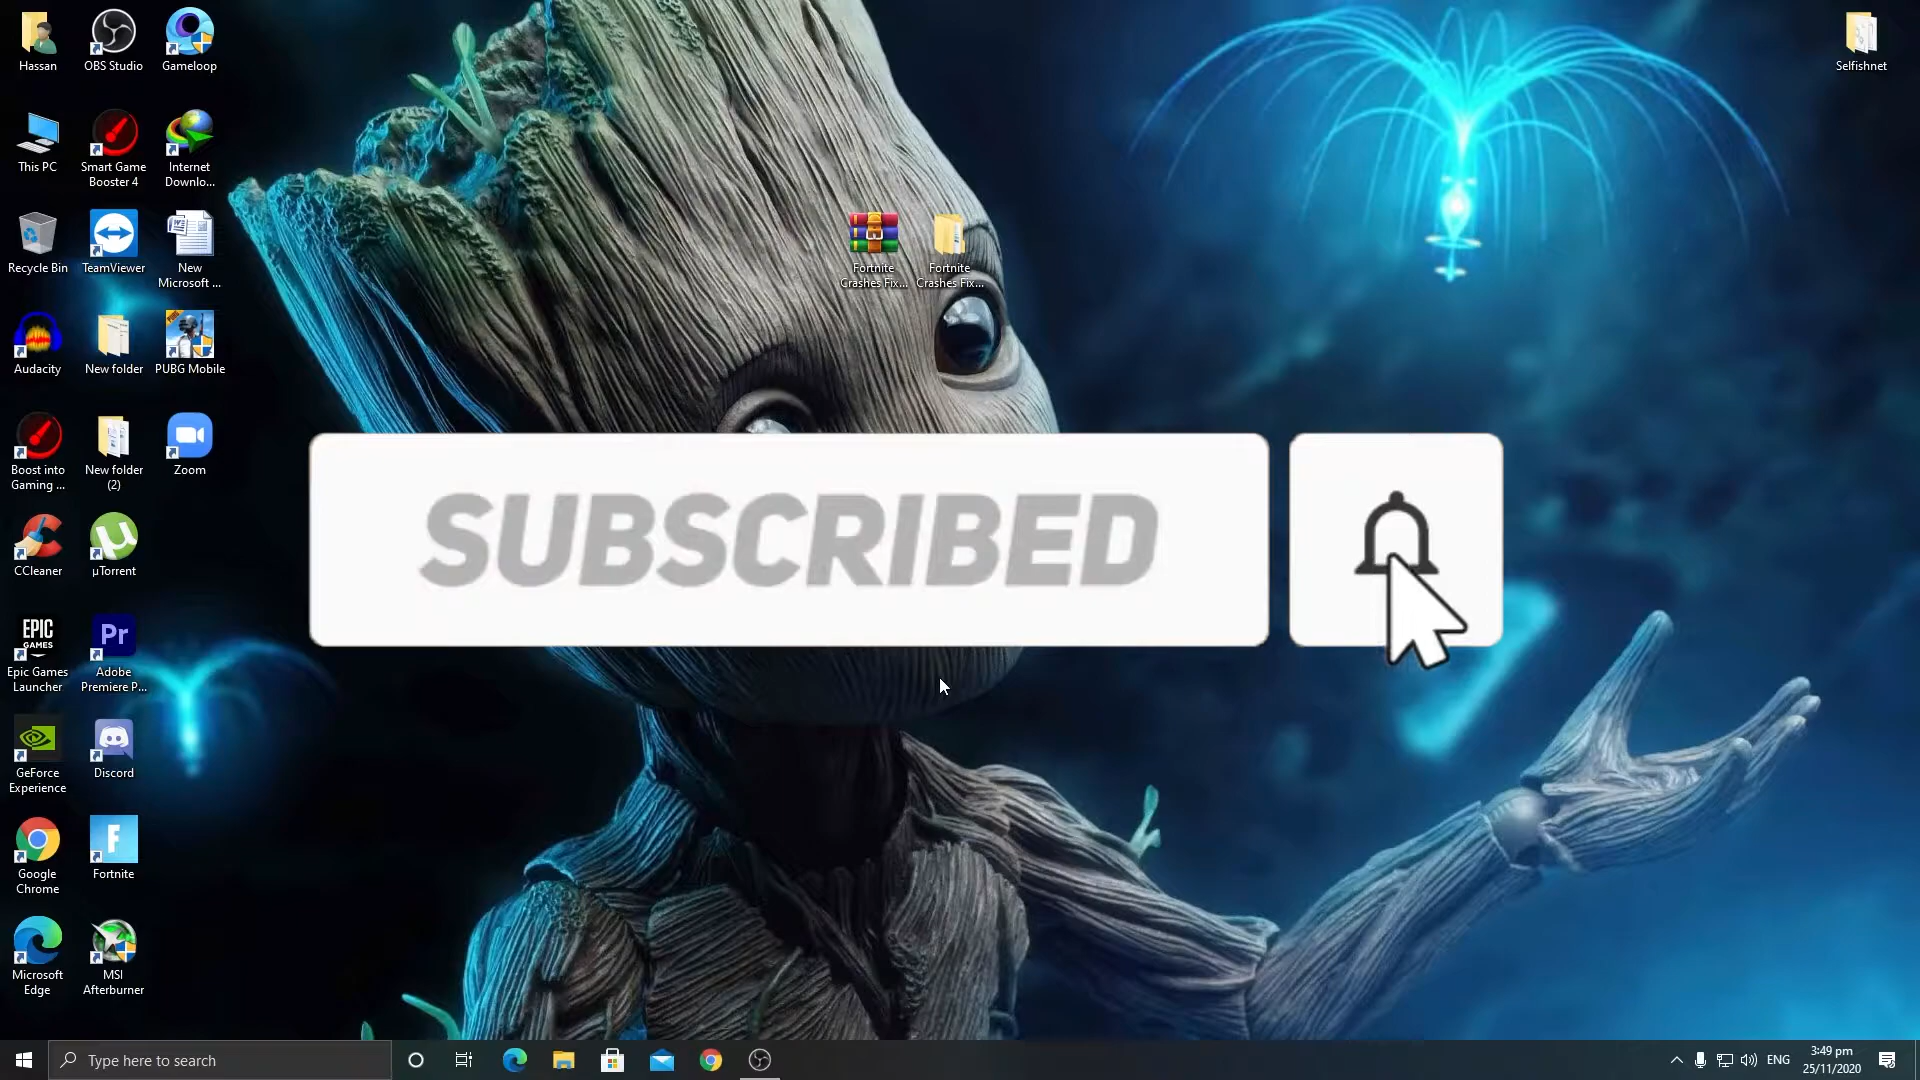 Hassan
OBS Studio
Gameloop
Selfishnet
This PC
Smart Game
Booster 4
Internet
Downlo...
Recycle Bin
TeamViewer
New
Microsoft ...
Fortnite
Crashes Fix...
Fortnite
Crashes Fix...
Audacity
New folder
PUBG Mobile
Boost into
Gaming ...
New folder
(2)
Zoom
SUBSCRIBED
CCleaner
µTorrent
EPIC
GAMES
Epic Games
Launcher
Pr
Adobe
Premiere P...
GeForce
Experience
Discord
Google
Chrome
F
Fortnite
Microsoft
Edge
MSI
Afterburner
Type here to search
ENG
3:49 pm
25/11/2020